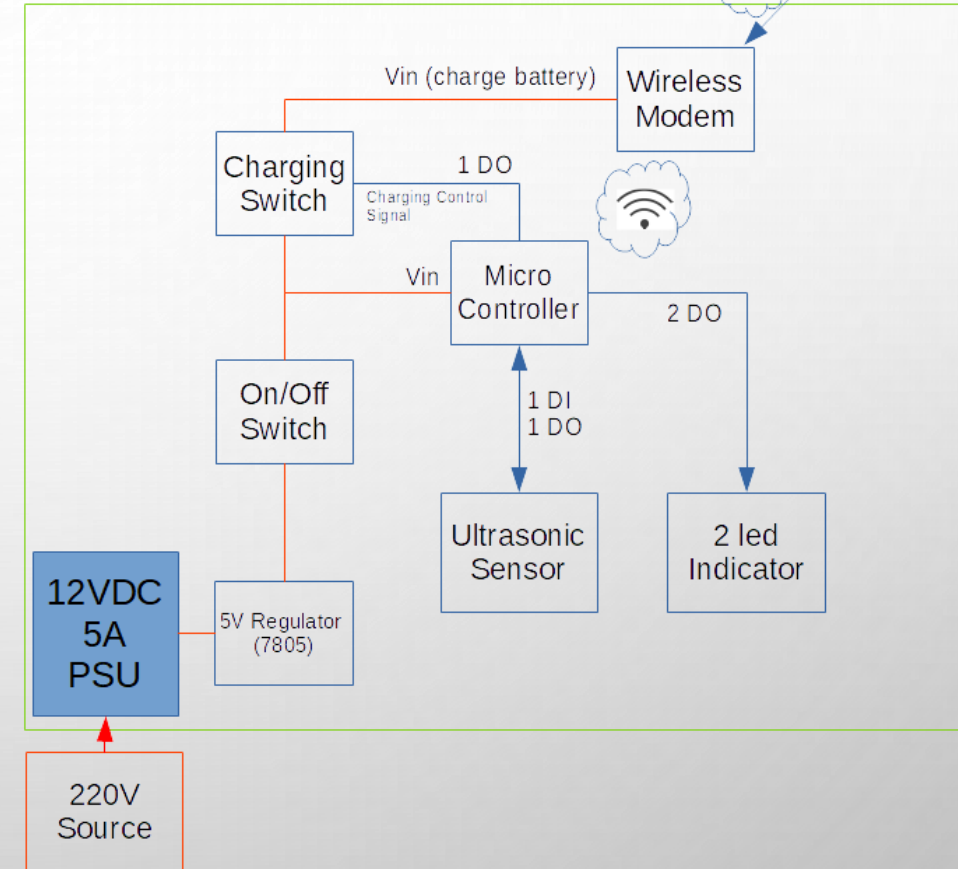 Vin (charge battery)
Wireless
Modem
Charging
Switch
1 DO
Charging Control
Signal
Vin
Micro
Controller
2 DO
On/Off
Switch
1 DI
1 DO
Ultrasonic
Sensor
2 led
Indicator
12VDC
5A
PSU
5V Regulator
(7805)
220V
Source